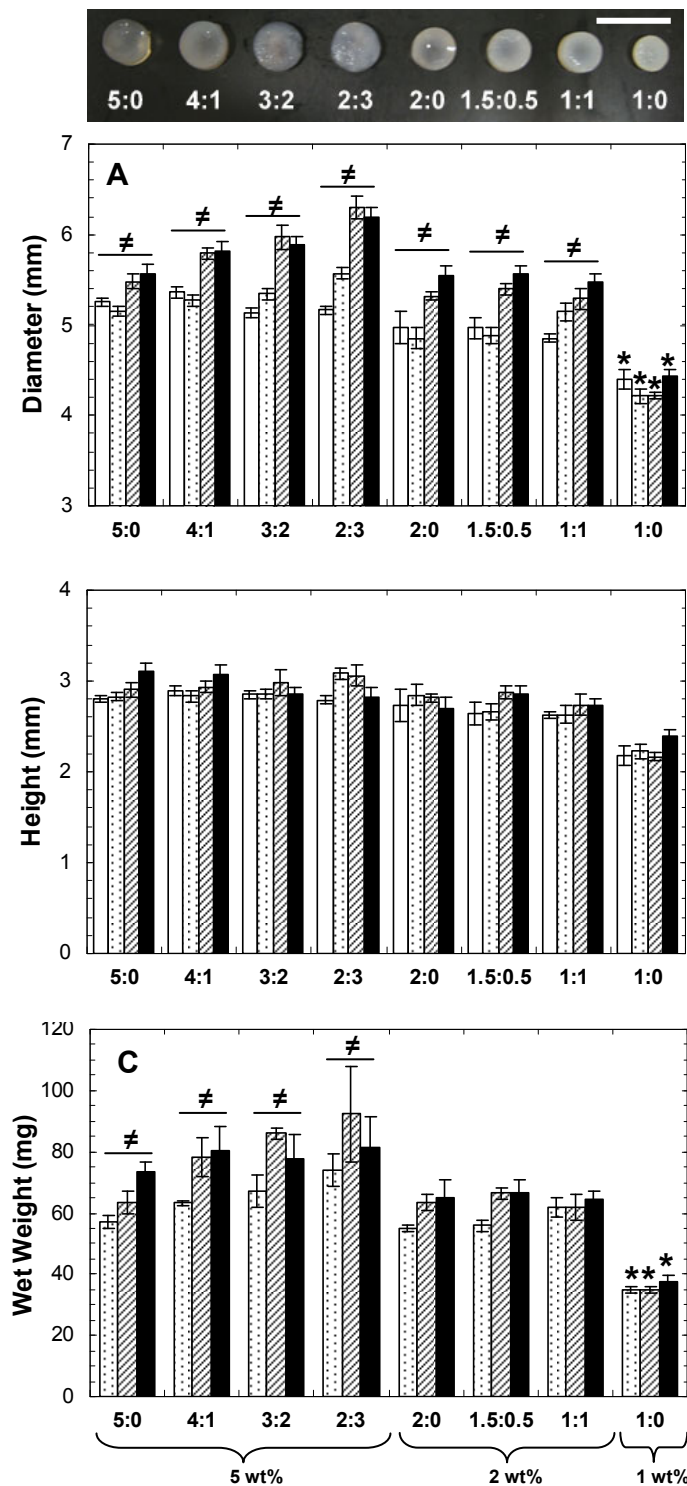 5:0 4:1 3:2 2:3 2:0 1.5:0.5 1:1 1:0
7
A
≠ ≠ ≠ ≠ ≠ ≠ ≠
6
Diameter (mm)
5
* * * *
4
3
5:0 4:1 3:2 2:3 2:0 1.5:0.5 1:1 1:0
4
3
Height (mm)
2
1
0
5:0 4:1 3:2 2:3 2:0 1.5:0.5 1:1 1:0
120
C
≠ ≠ ≠ ≠
100
80
Wet Weight (mg)
60
40
** *
20
0
5:0 4:1 3:2 2:3 2:0 1.5:0.5 1:1 1:0
5 wt% 2 wt% 1 wt%